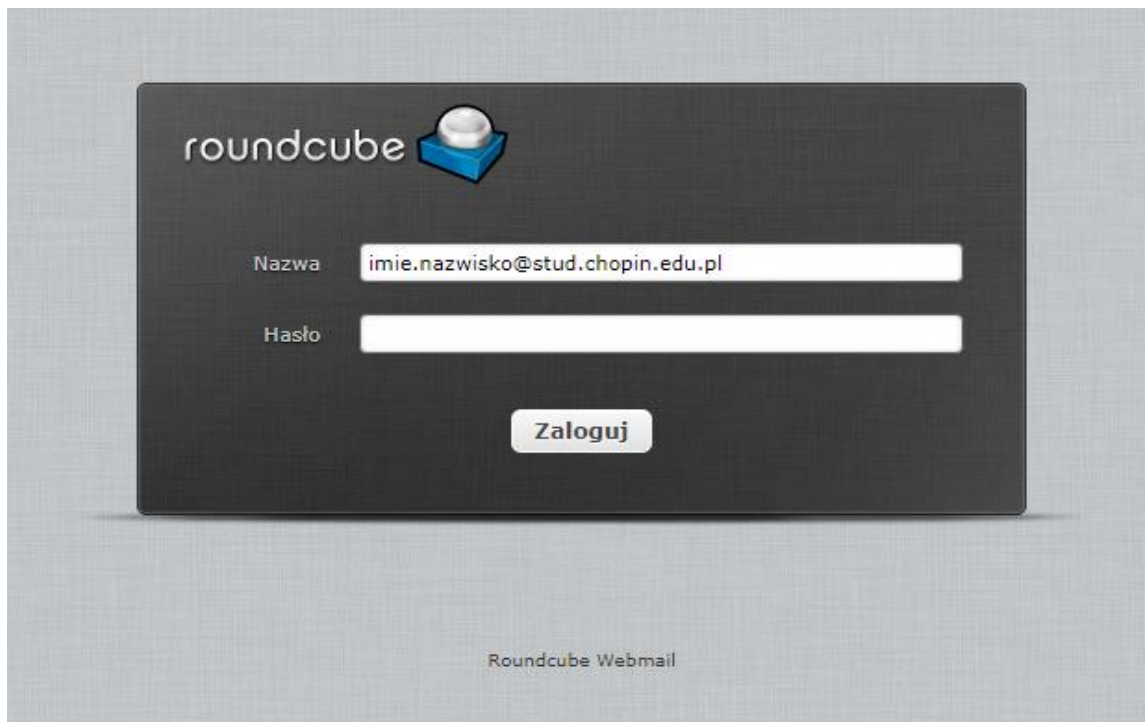 roundcube
Nazwa imie.nazwisko@stud.chopin.edu.pl
Hasło
Zaloguj
Roundcube Webmail